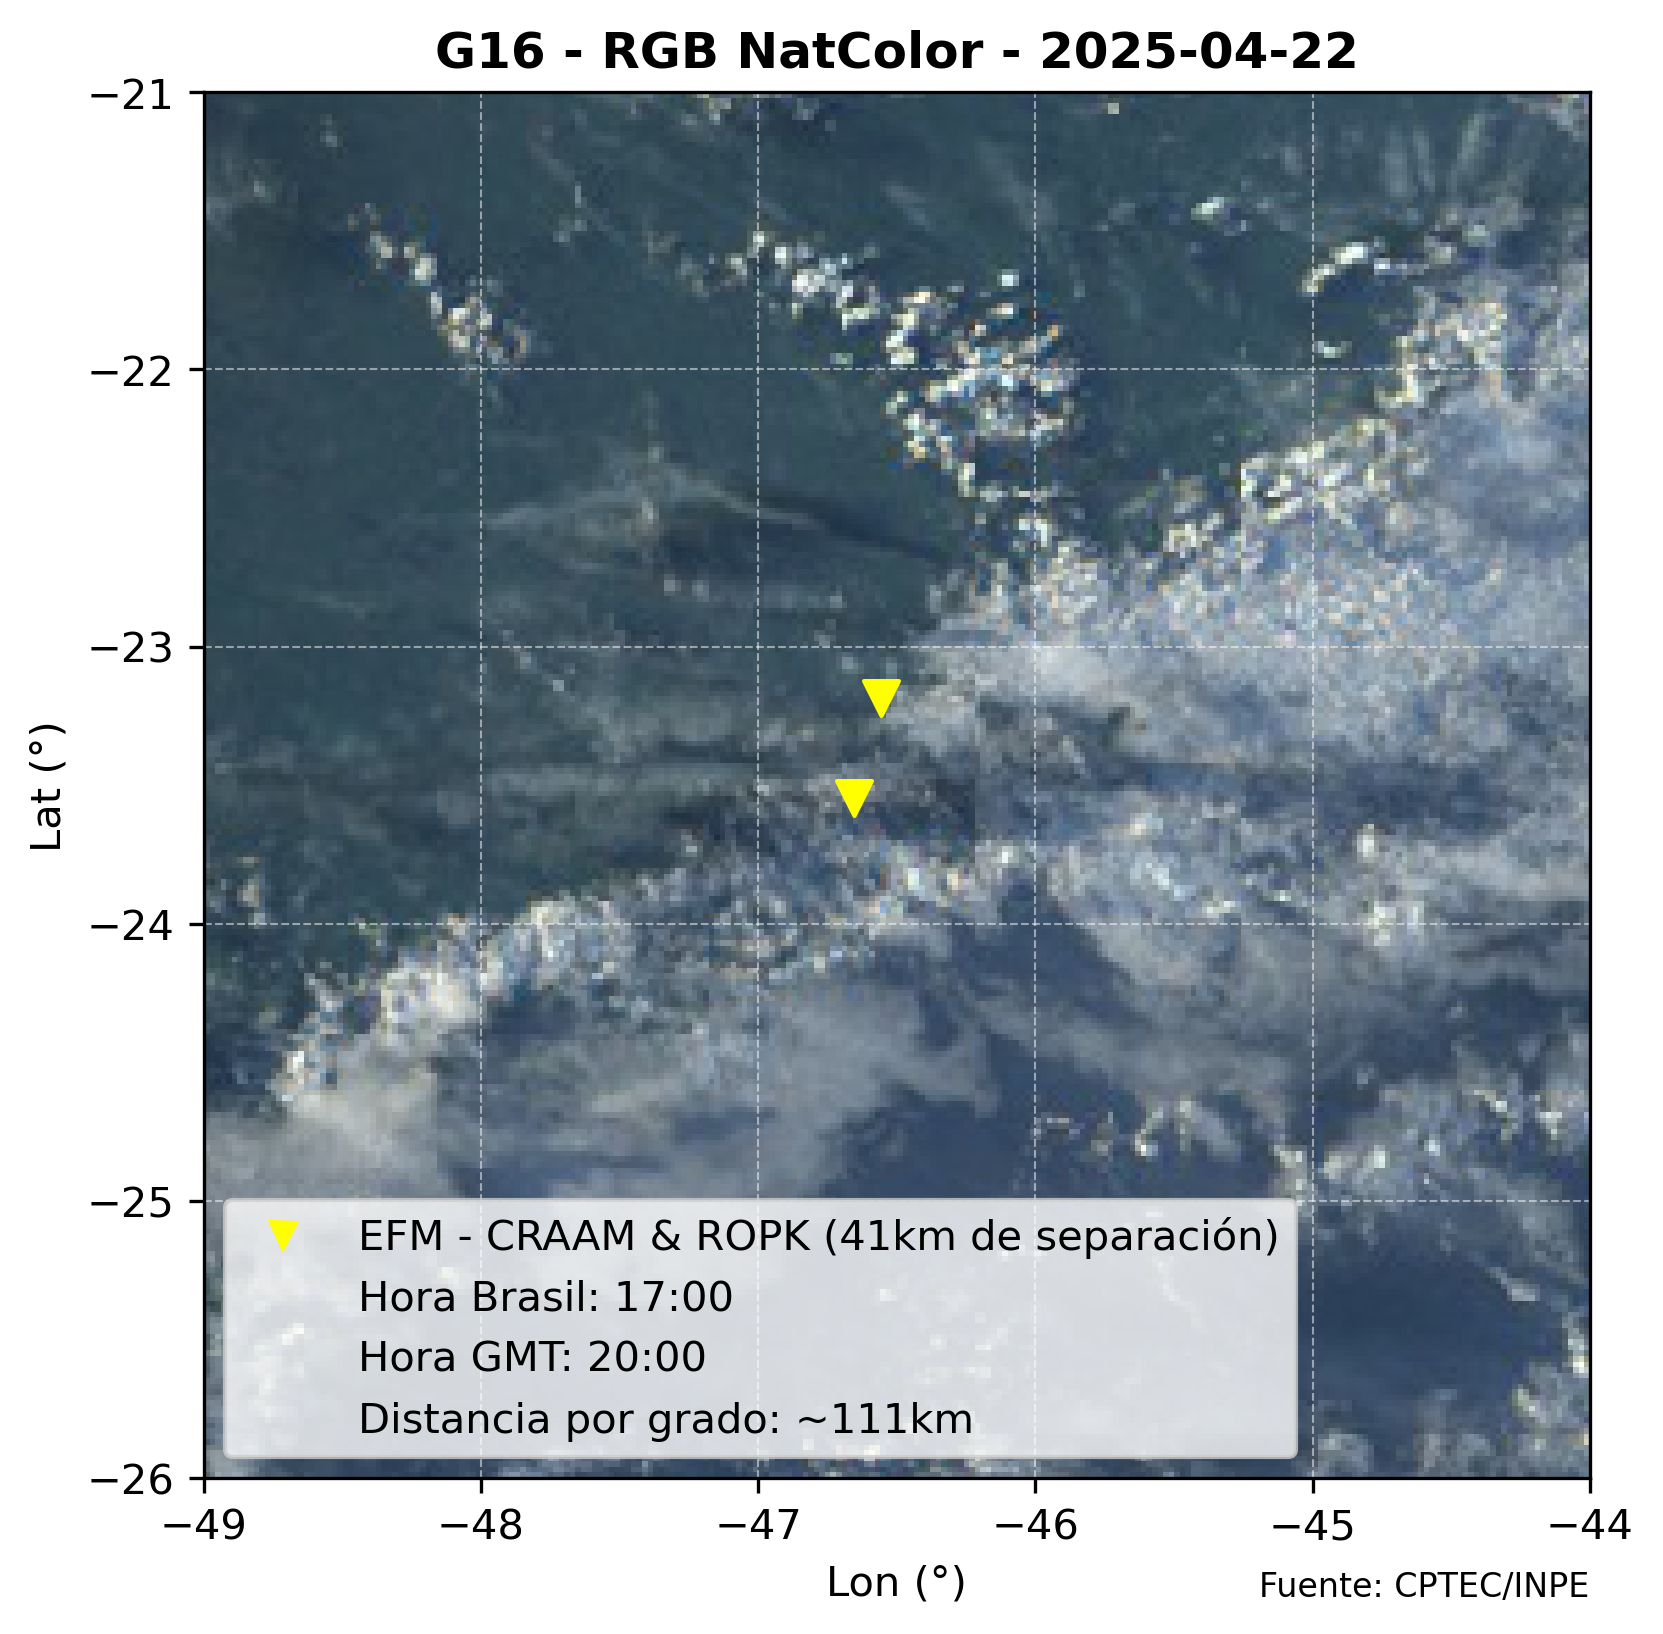 G16 - RGB NatColor - 2025-04-22
−21
−22
−23
−24
−25
−26
Lat (°)
EFM - CRAAM & ROPK (41km de separación)
Hora Brasil: 17:00
Hora GMT: 20:00
Distancia por grado: ~111km
−49 −48 −47 −46 −45 −44
Lon (°)
Fuente: CPTEC/INPE